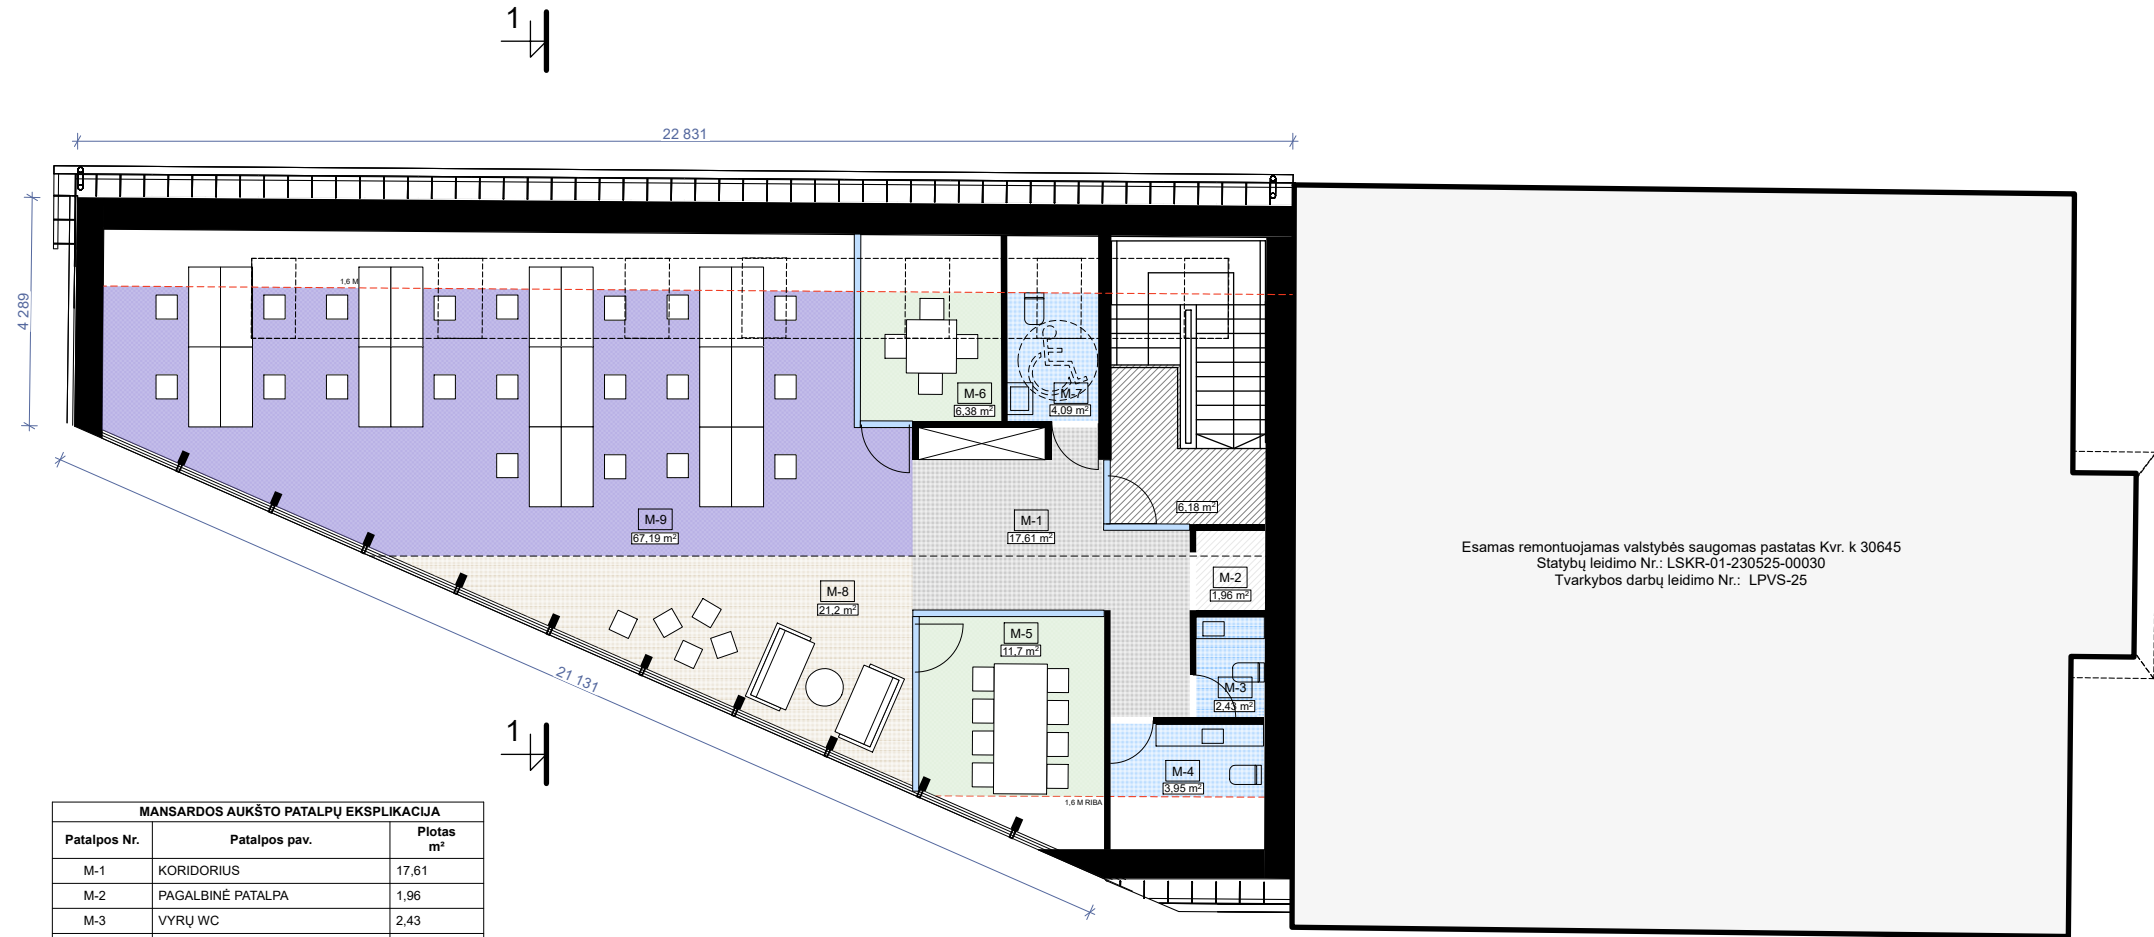 1
22 831
4 289
1,6 M
M-6
6,38 m²
M-7
4,09 m²
6,18 m²
M-9
67,19 m²
M-1
17,61 m²
Esamas remontuojamas valstybės saugomas pastatas Kvr. k 30645
Statybų leidimo Nr.: LSKR-01-230525-00030
Tvarkybos darbų leidimo Nr.: LPVS-25
M-2
1,96 m²
M-8
21,2 m²
M-5
11,7 m²
21 131
M-3
2,43 m²
1
M-4
3,95 m²
1,6 M RIBA
MANSARDOS AUKŠTO PATALPŲ EKSPLIKACIJA
Patalpos Nr. Patalpos pav. Plotas m²
M-1 KORIDORIUS 17,61
M-2 PAGALBINĖ PATALPA 1,96
M-3 VYRŲ WC 2,43